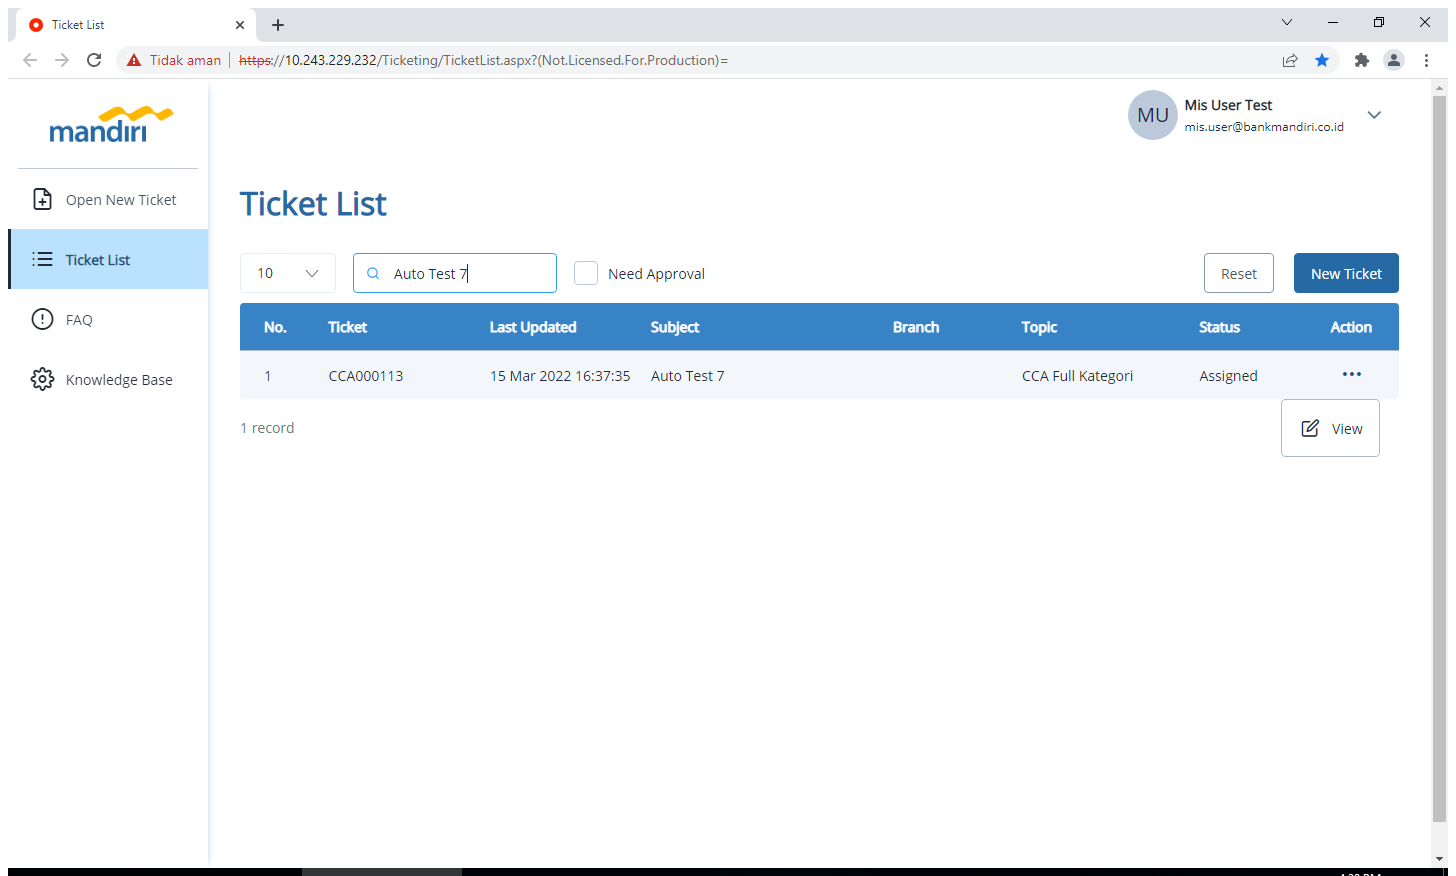 Ticket List
Tidak aman
https://10.243.229.232/Ticketing/TicketList.aspx?(Not.Licensed.For.Production)=
mandiri
MU
Mis User Test
mis.user@bankmandiri.co.id
Open New Ticket
Ticket List
FAQ
Knowledge Base
Ticket List
10
Auto Test 7
Need Approval
Reset
New Ticket
No. Ticket Last Updated Subject Branch Topic Status Action
1 CCA000113 15 Mar 2022 16:37:35 Auto Test 7 CCA Full Kategori Assigned
1 record
View